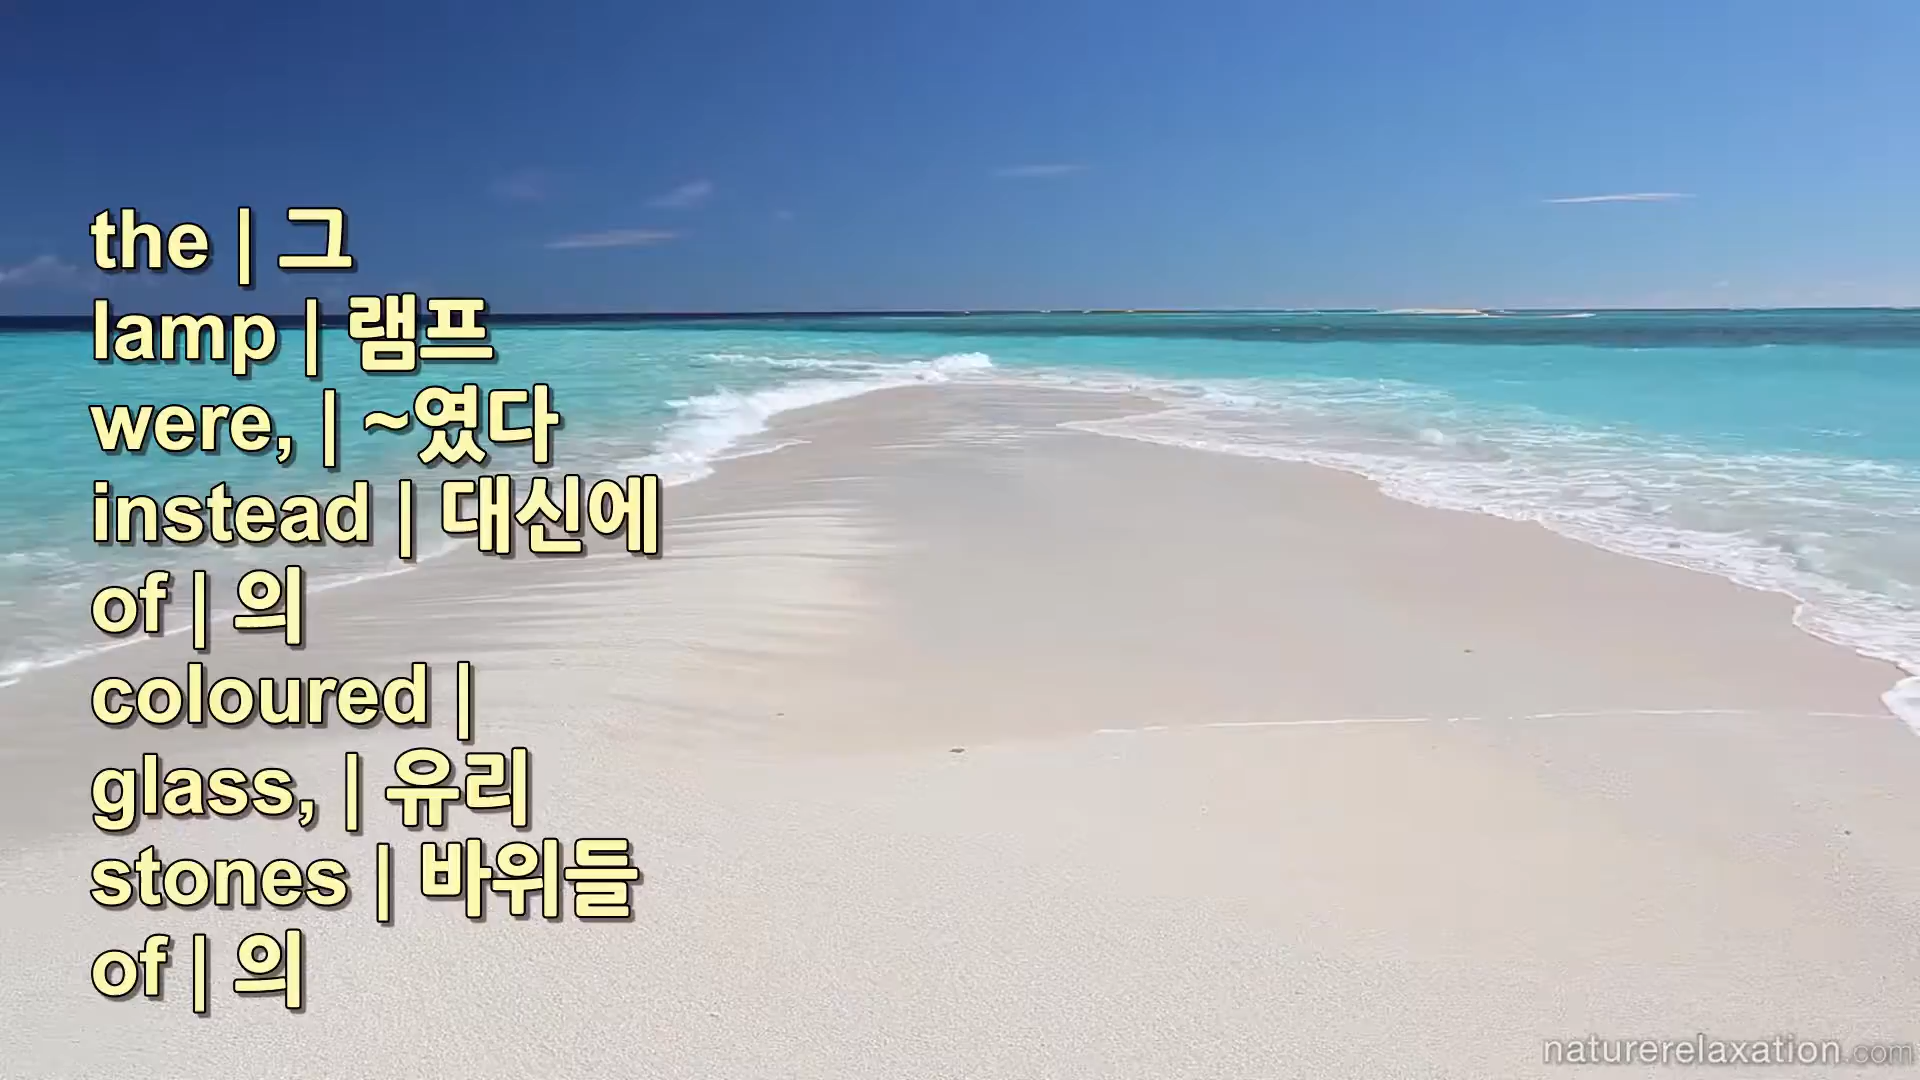 the | 그
lamp | 램프
were, | ~였다
instead | 대신에
of | 의
coloured |
glass, | 유리
stones | 바위들
of | 의
naturerelaxation.com